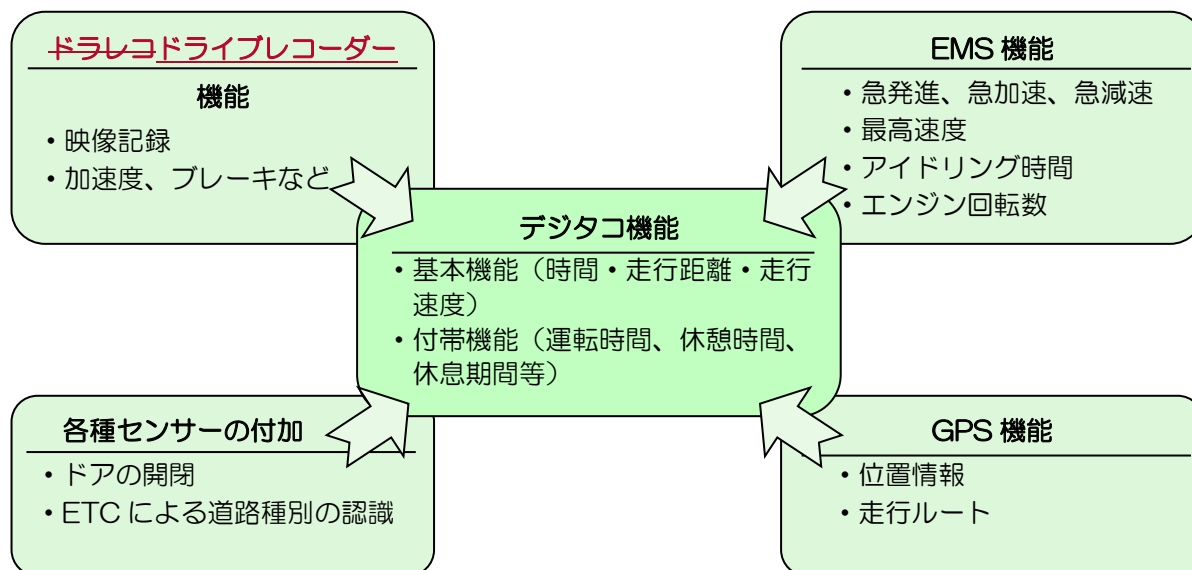 ドラレコドライブレコーダー
機能
・映像記録
・加速度、ブレーキなど
EMS 機能
・急発進、急加速、急減速
・最高速度
・アイドリング時間
・エンジン回転数
デジタコ機能
・基本機能（時間・走行距離・走行
速度）
・付帯機能（運転時間、休憩時間、
休息期間等）
各種センサーの付加
・ドアの開閉
・ETC による道路種別の認識
GPS 機能
・位置情報
・走行ルート